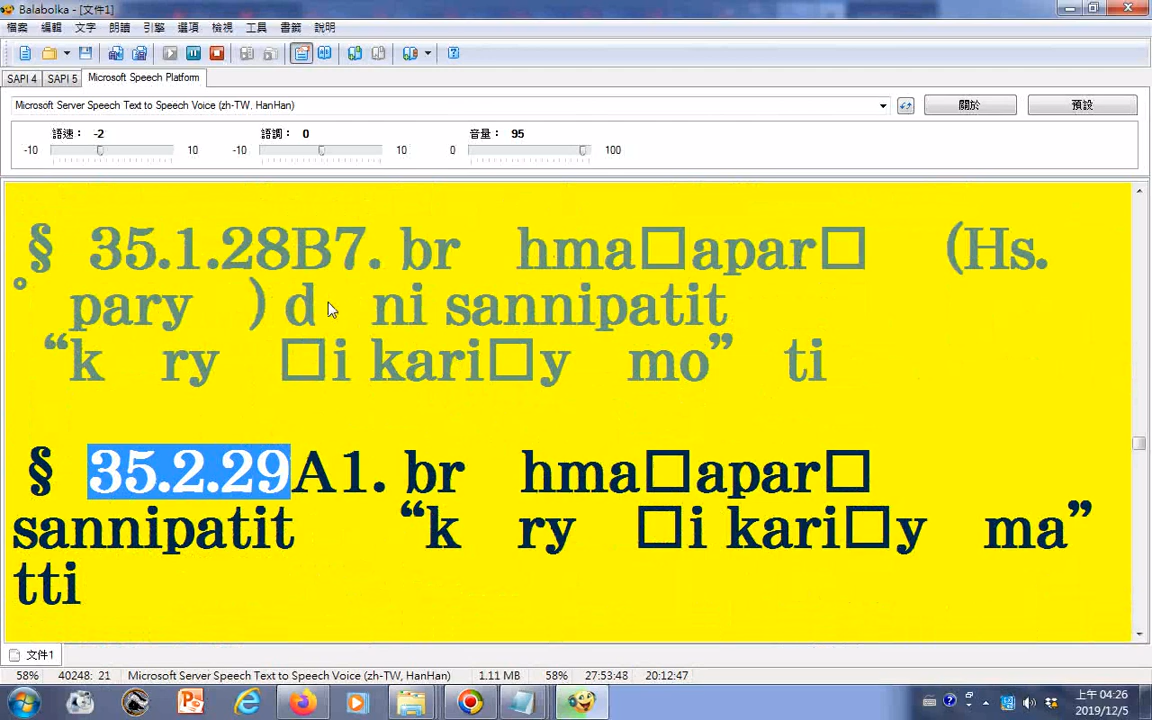 Balabolka - [文件1]
檔案 編輯 文字 朗讀 引擎 選項 檢視 工具 書籤 說明
SAPI 4 SAPI 5 Microsoft Speech Platform
Microsoft Server Speech Text to Speech Voice (zh-TW, HanHan) 關於 預設
語速： -2 語調： 0 音量： 95
-10 10 -10 10 0 100
§ 35.1.28B7. br hma□apar□ (Hs.
° pary ) d ni sannipatit
“k ry □i kari□y mo” ti
§ 35.2.29A1. br hma□apar□
sannipatit “k ry □i kari□y ma”
tti
文件1
58% 40248: 21 Microsoft Server Speech Text to Speech Voice (zh-TW, HanHan) 1.11 MB 58% 27:53:48 20:12:47
上午 04:26
2019/12/5